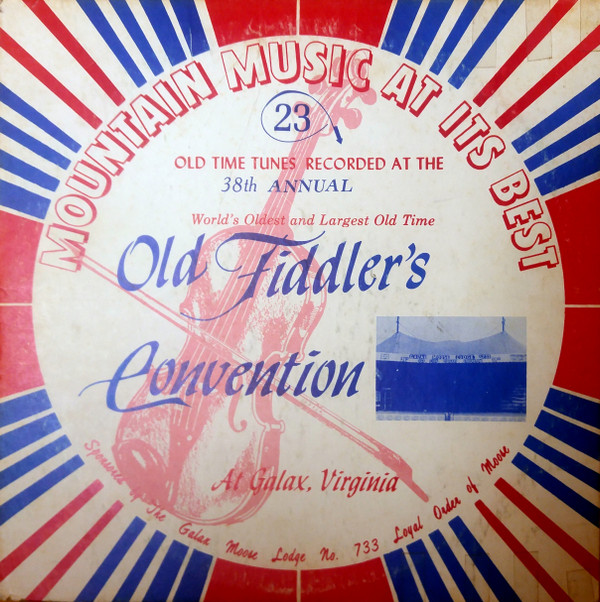 MOUNTAIN MUSIC AT ITS BEST
23
OLD TIME TUNES RECORDED AT THE
38th ANNUAL
World's Oldest and Largest Old Time
Old Fiddler's
Convention
At Galax, Virginia
Sponsored By The Galax Moose Lodge No. 733 Loyal Order of Moose